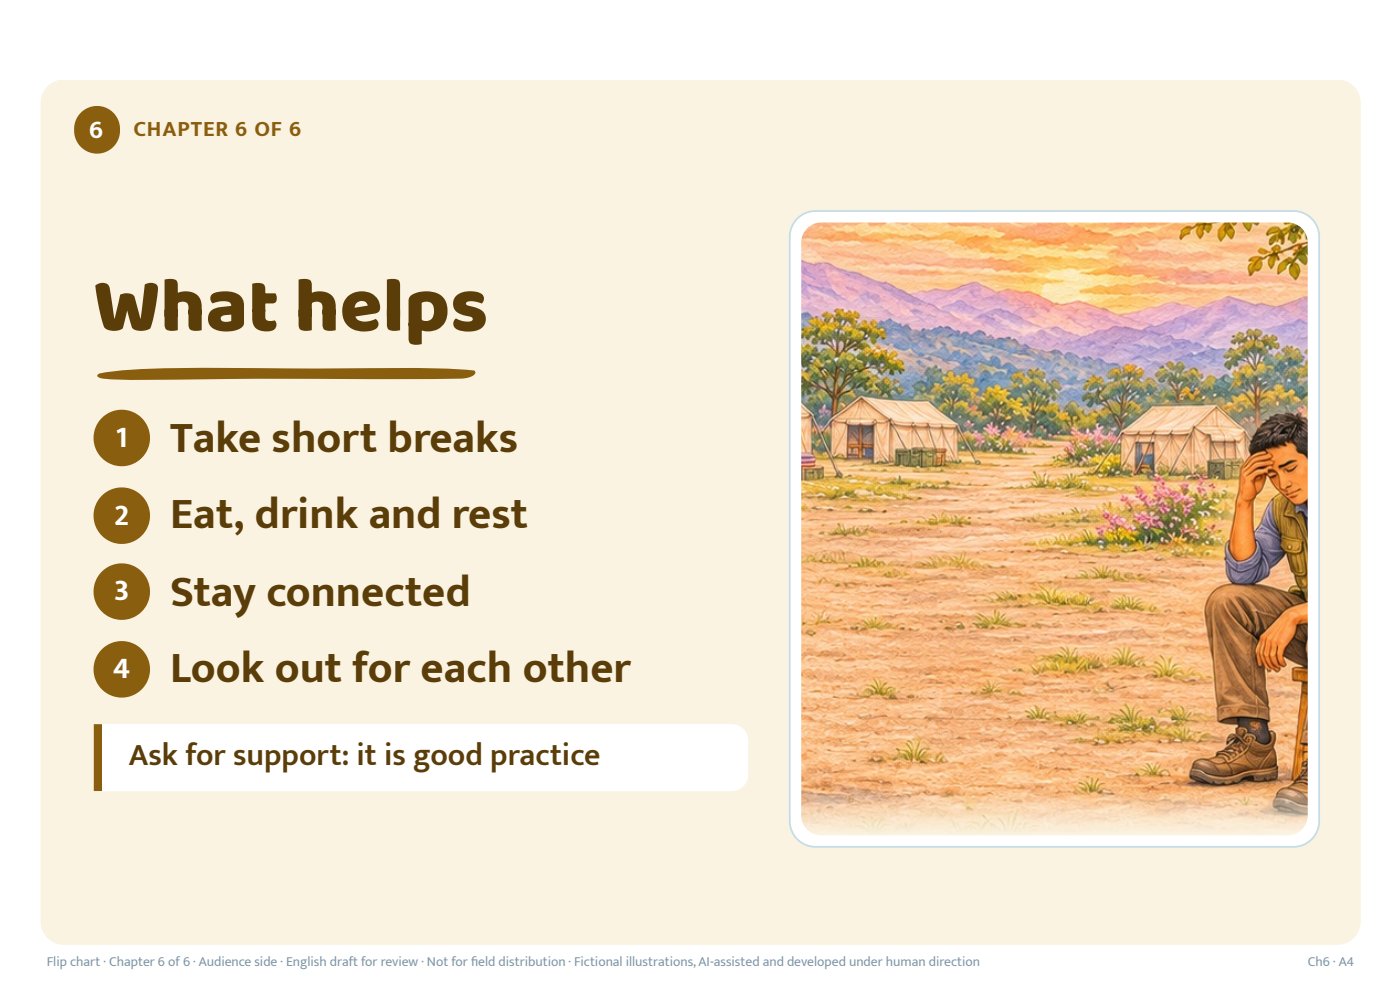 6 CHAPTER 6 OF 6
What helps
1 Take short breaks
2 Eat, drink and rest
3 Stay connected
4 Look out for each other
Ask for support: it is good practice
Flip chart · Chapter 6 of 6 · Audience side · English draft for review · Not for field distribution · Fictional illustrations, AI-assisted and developed under human direction
Ch6 · A4